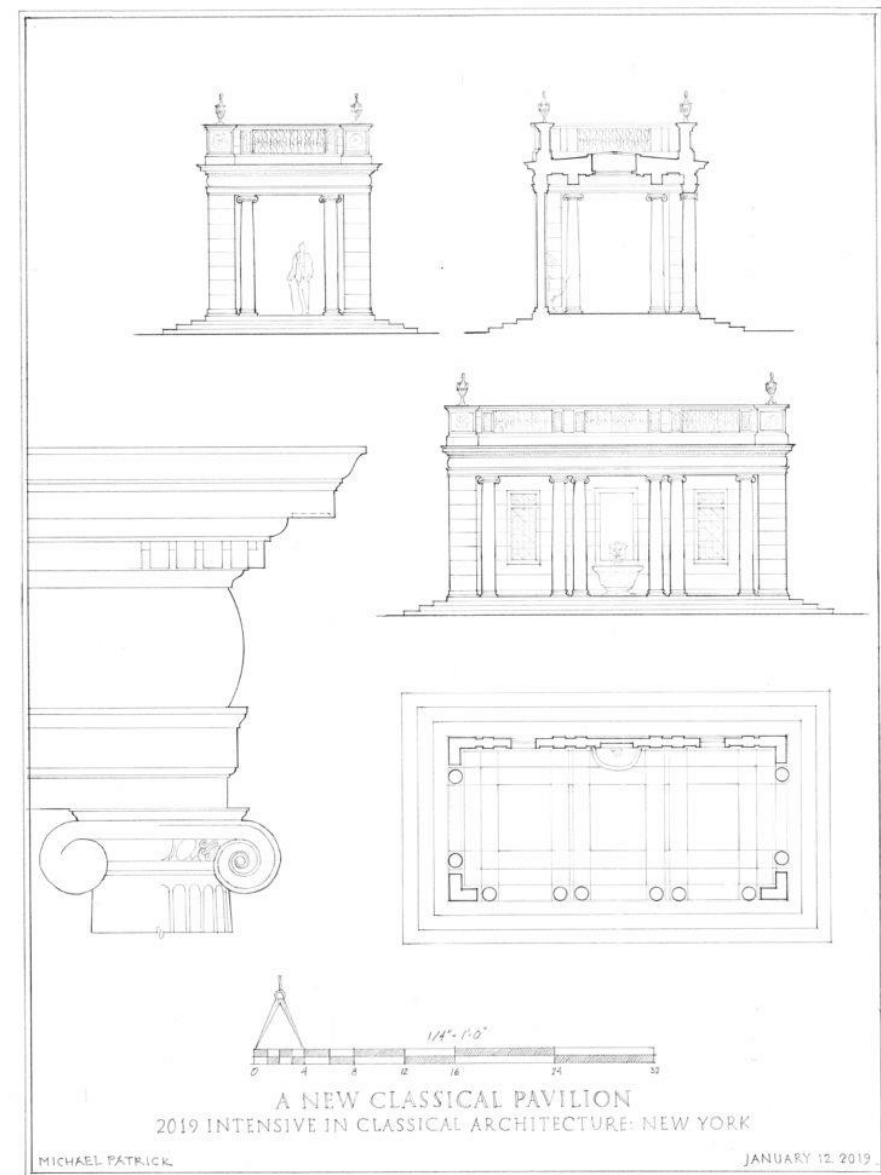 1/4"-1'-0"
0 4 8 12 16 24 32
A NEW CLASSICAL PAVILION
2019 INTENSIVE IN CLASSICAL ARCHITECTURE: NEW YORK
MICHAEL PATRICK
JANUARY 12 2019